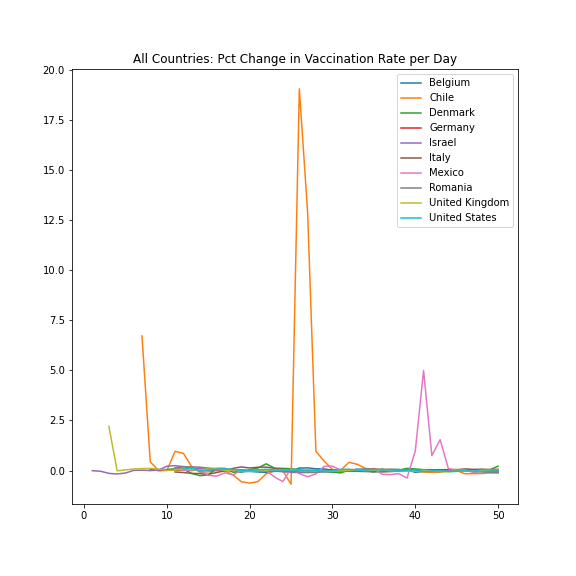 All Countries: Pct Change in Vaccination Rate per Day
20.0
17.5
15.0
12.5
10.0
7.5
5.0
2.5
0.0
0 10 20 30 40 50
Belgium
Chile
Denmark
Germany
Israel
Italy
Mexico
Romania
United Kingdom
United States